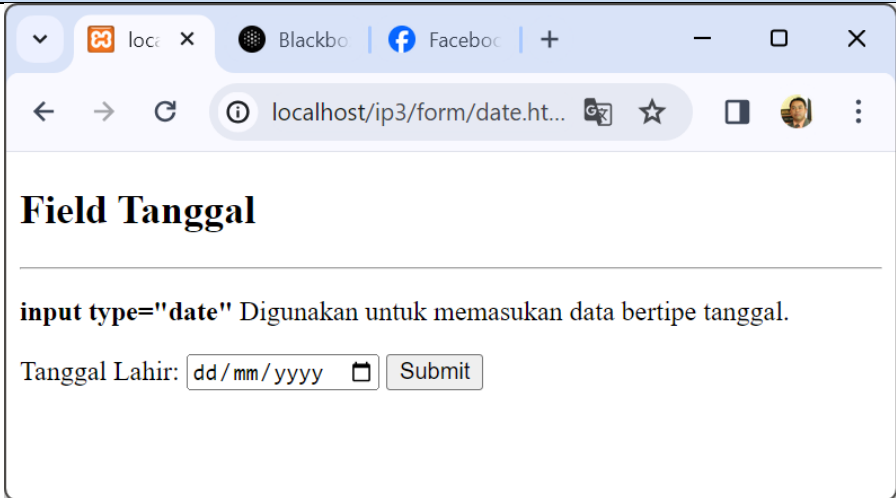 loca
Blackbo
Faceboo
localhost/ip3/form/date.ht...
Field Tanggal
input type="date" Digunakan untuk memasukan data bertipe tanggal.
Tanggal Lahir: dd/mm/yyyy Submit